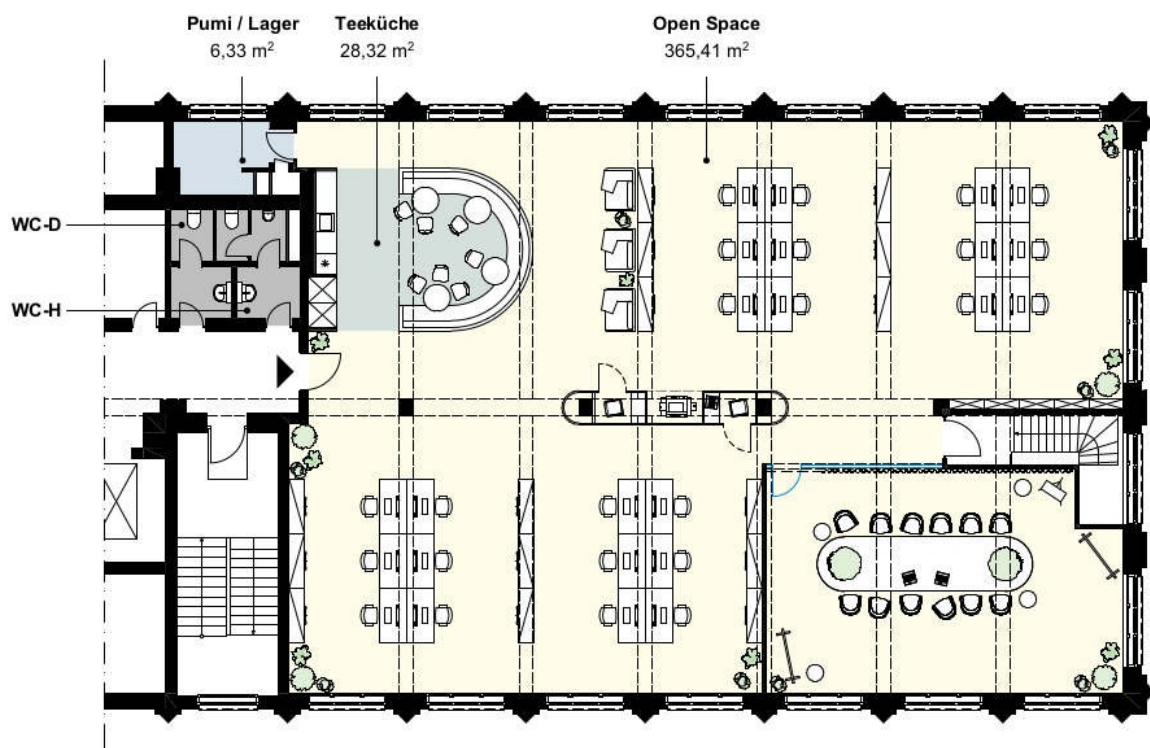 Pumi / Lager
6,33 m²
Teeküche
28,32 m²
Open Space
365,41 m²
WC-D
WC-H